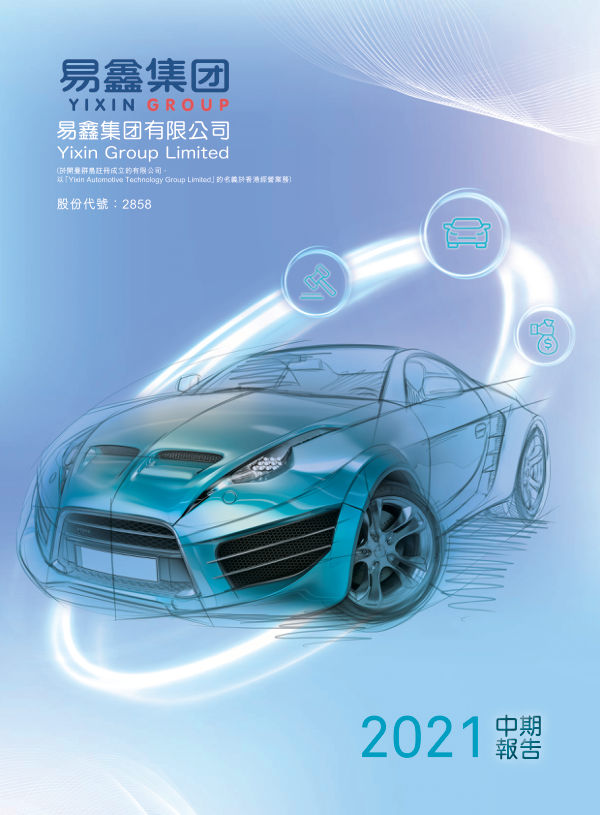 易鑫集团
YIXIN GROUP
易鑫集团有限公司
Yixin Group Limited
(於開曼群島註冊成立的有限公司，
以「Yixin Automotive Technology Group Limited」的名義於香港經營業務)
股份代號：2858
$
2021 中期
報告